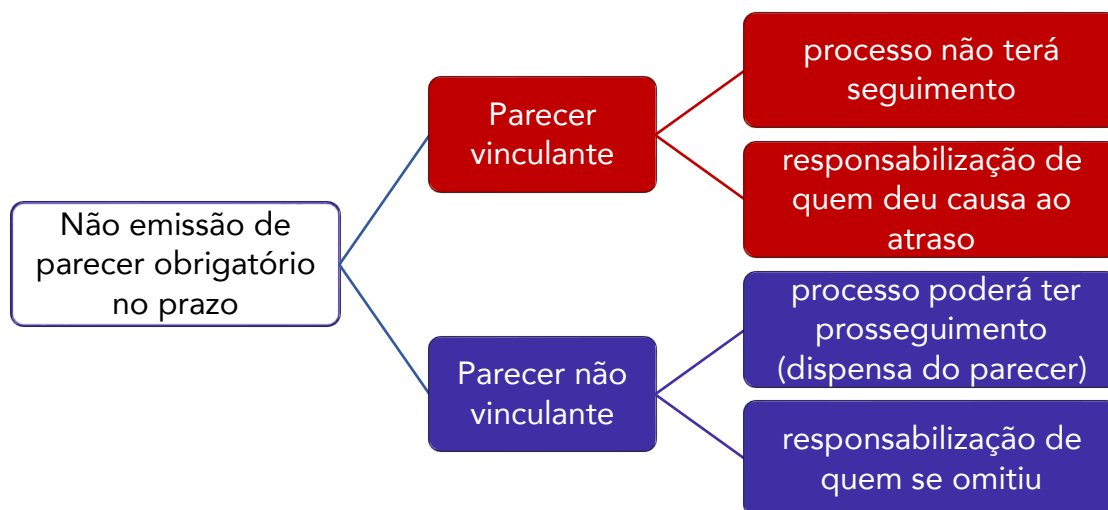 Não emissão de
parecer obrigatório
no prazo
Parecer
vinculante
processo não terá
seguimento
responsabilização de
quem deu causa ao
atraso
Parecer não
vinculante
processo poderá ter
prosseguimento
(dispensa do parecer)
responsabilização de
quem se omitiu